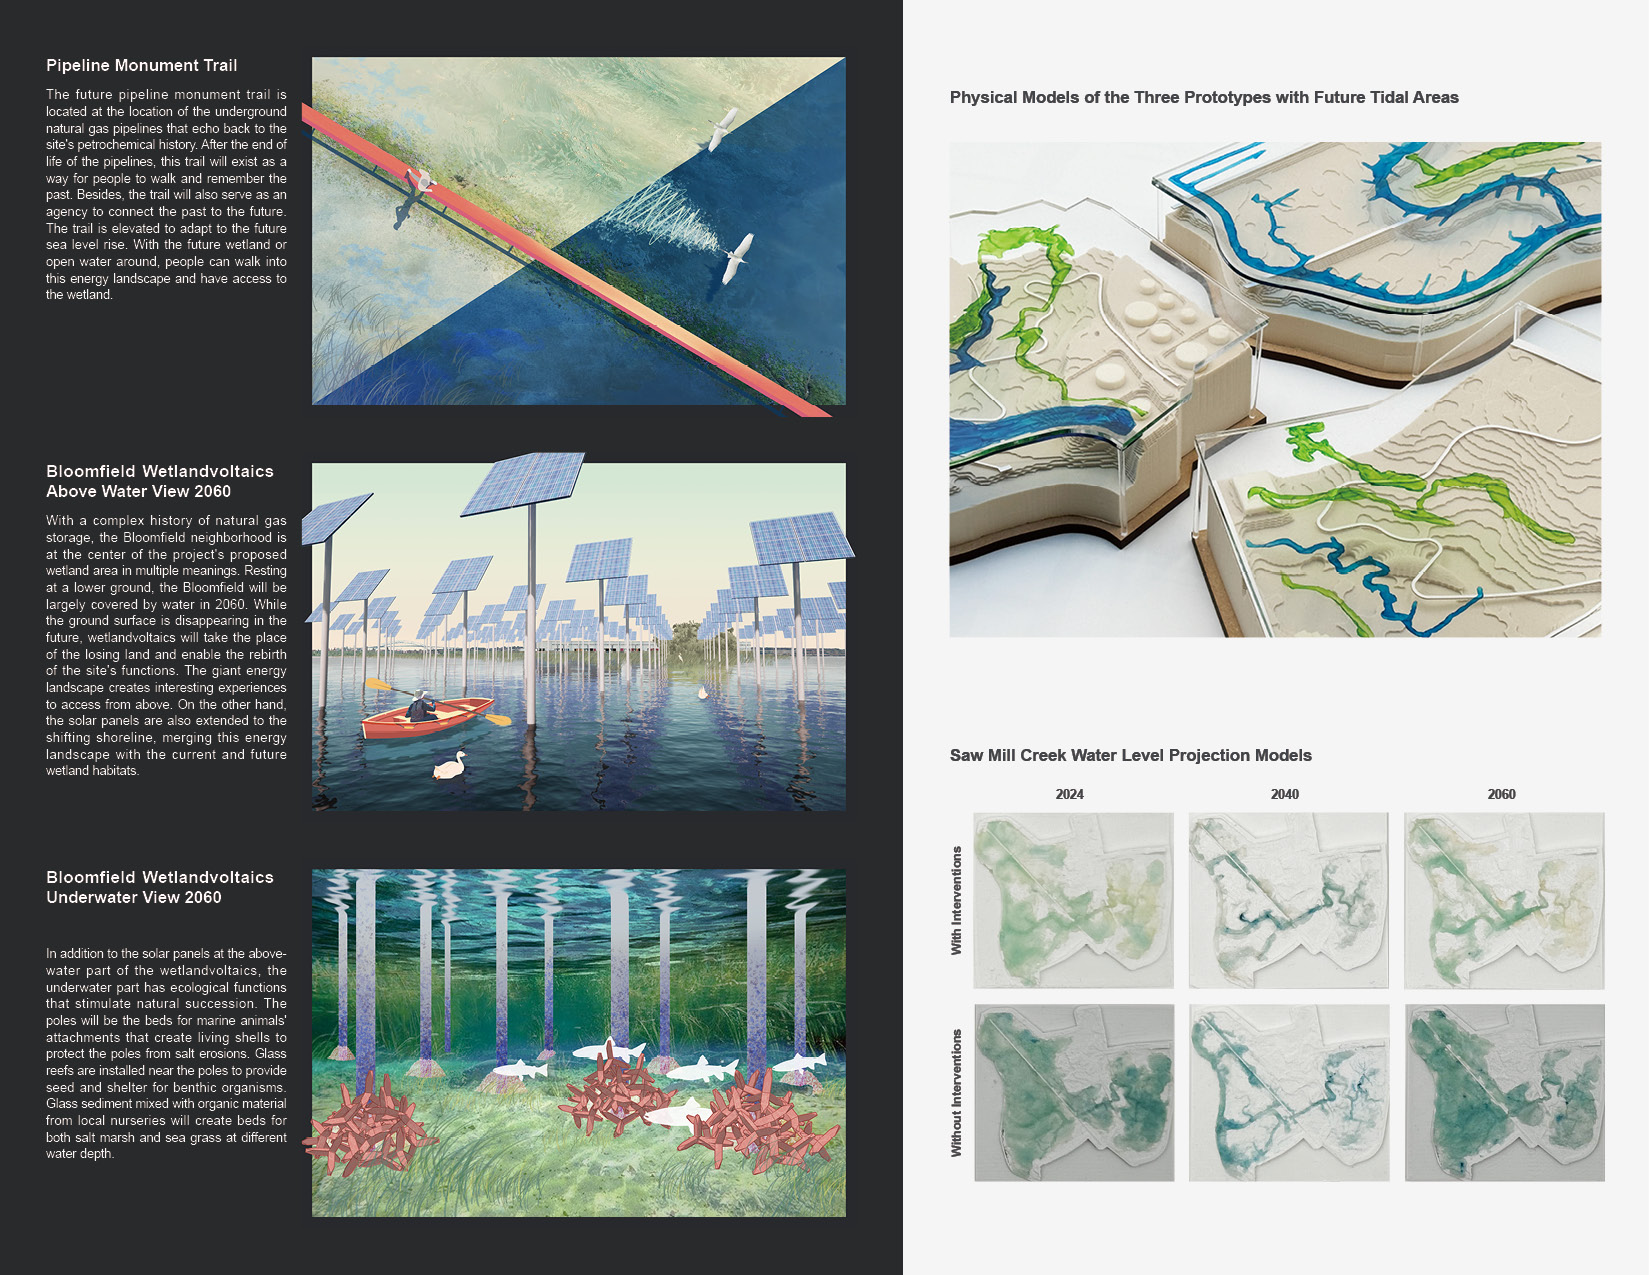 Pipeline Monument Trail
The future pipeline monument trail is
located at the location of the underground
natural gas pipelines that echo back to the
site's petrochemical history. After the end of
life of the pipelines, this trail will exist as a
way for people to walk and remember the
past. Besides, the trail will also serve as an
agency to connect the past to the future.
The trail is elevated to adapt to the future
sea level rise. With the future wetland or
open water around, people can walk into
this energy landscape and have access to
the wetland.
Bloomfield Wetlandvoltaics
Above Water View 2060
With a complex history of natural gas
storage, the Bloomfield neighborhood is
at the center of the project's proposed
wetland area in multiple meanings. Resting
at a lower ground, the Bloomfield will be
largely covered by water in 2060. While
the ground surface is disappearing in the
future, wetlandvoltaics will take the place
of the losing land and enable the rebirth
of the site's functions. The giant energy
landscape creates interesting experiences
to access from above. On the other hand,
the solar panels are also extended to the
shifting shoreline, merging this energy
landscape with the current and future
wetland habitats.
Bloomfield Wetlandvoltaics
Underwater View 2060
In addition to the solar panels at the above-
water part of the wetlandvoltaics, the
underwater part has ecological functions
that stimulate natural succession. The
poles will be the beds for marine animals'
attachments that create living shells to
protect the poles from salt erosions. Glass
reefs are installed near the poles to provide
seed and shelter for benthic organisms.
Glass sediment mixed with organic material
from local nurseries will create beds for
both salt marsh and sea grass at different
water depth.
Physical Models of the Three Prototypes with Future Tidal Areas
Saw Mill Creek Water Level Projection Models
2024
2040
2060
With Interventions
Without Interventions